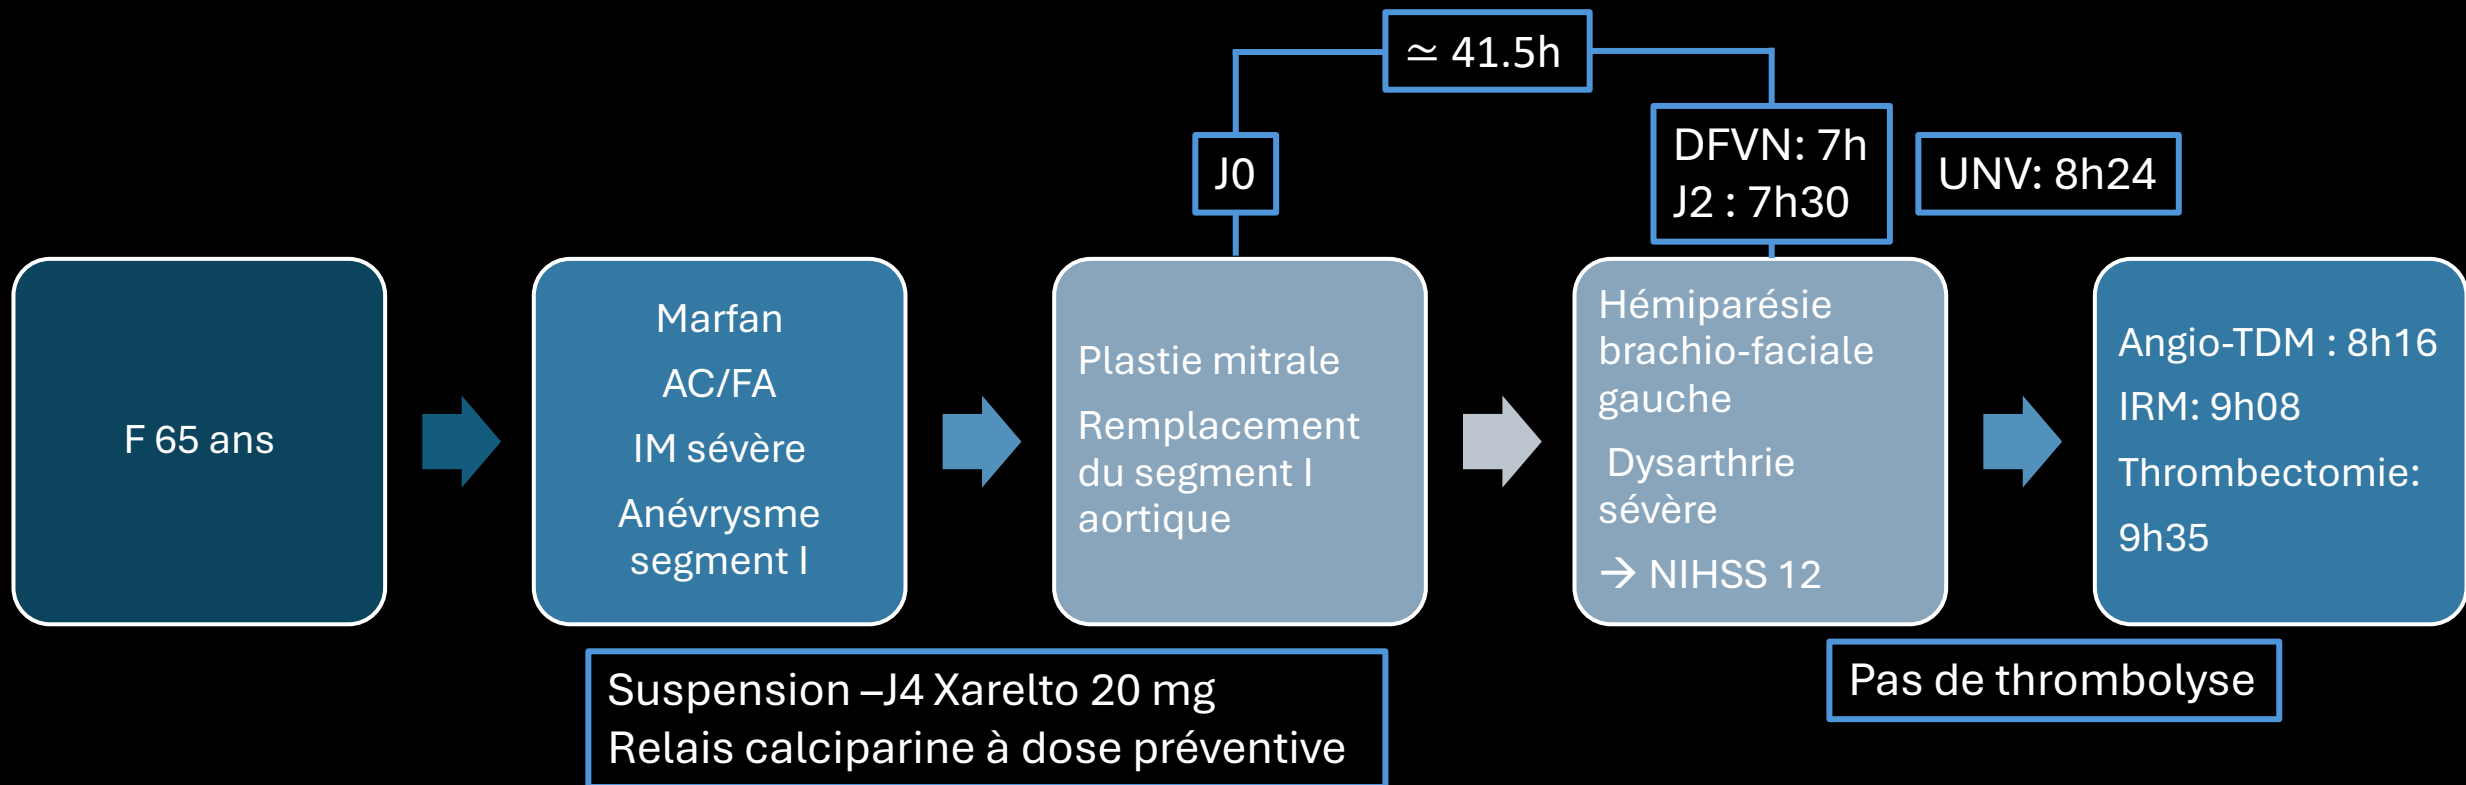 ≃ 41.5h
J0
DFVN: 7h
J2 : 7h30
UNV: 8h24
F 65 ans
Marfan
AC/FA
IM sévère
Anévrysme
segment I
Plastie mitrale
Remplacement
du segment I
aortique
Hémiparésie
brachio-faciale
gauche
Dysarthrie
sévère
→ NIHSS 12
Angio-TDM : 8h16
IRM: 9h08
Thrombectomie:
9h35
Suspension –J4 Xarelto 20 mg
Relais calciparine à dose préventive
Pas de thrombolyse